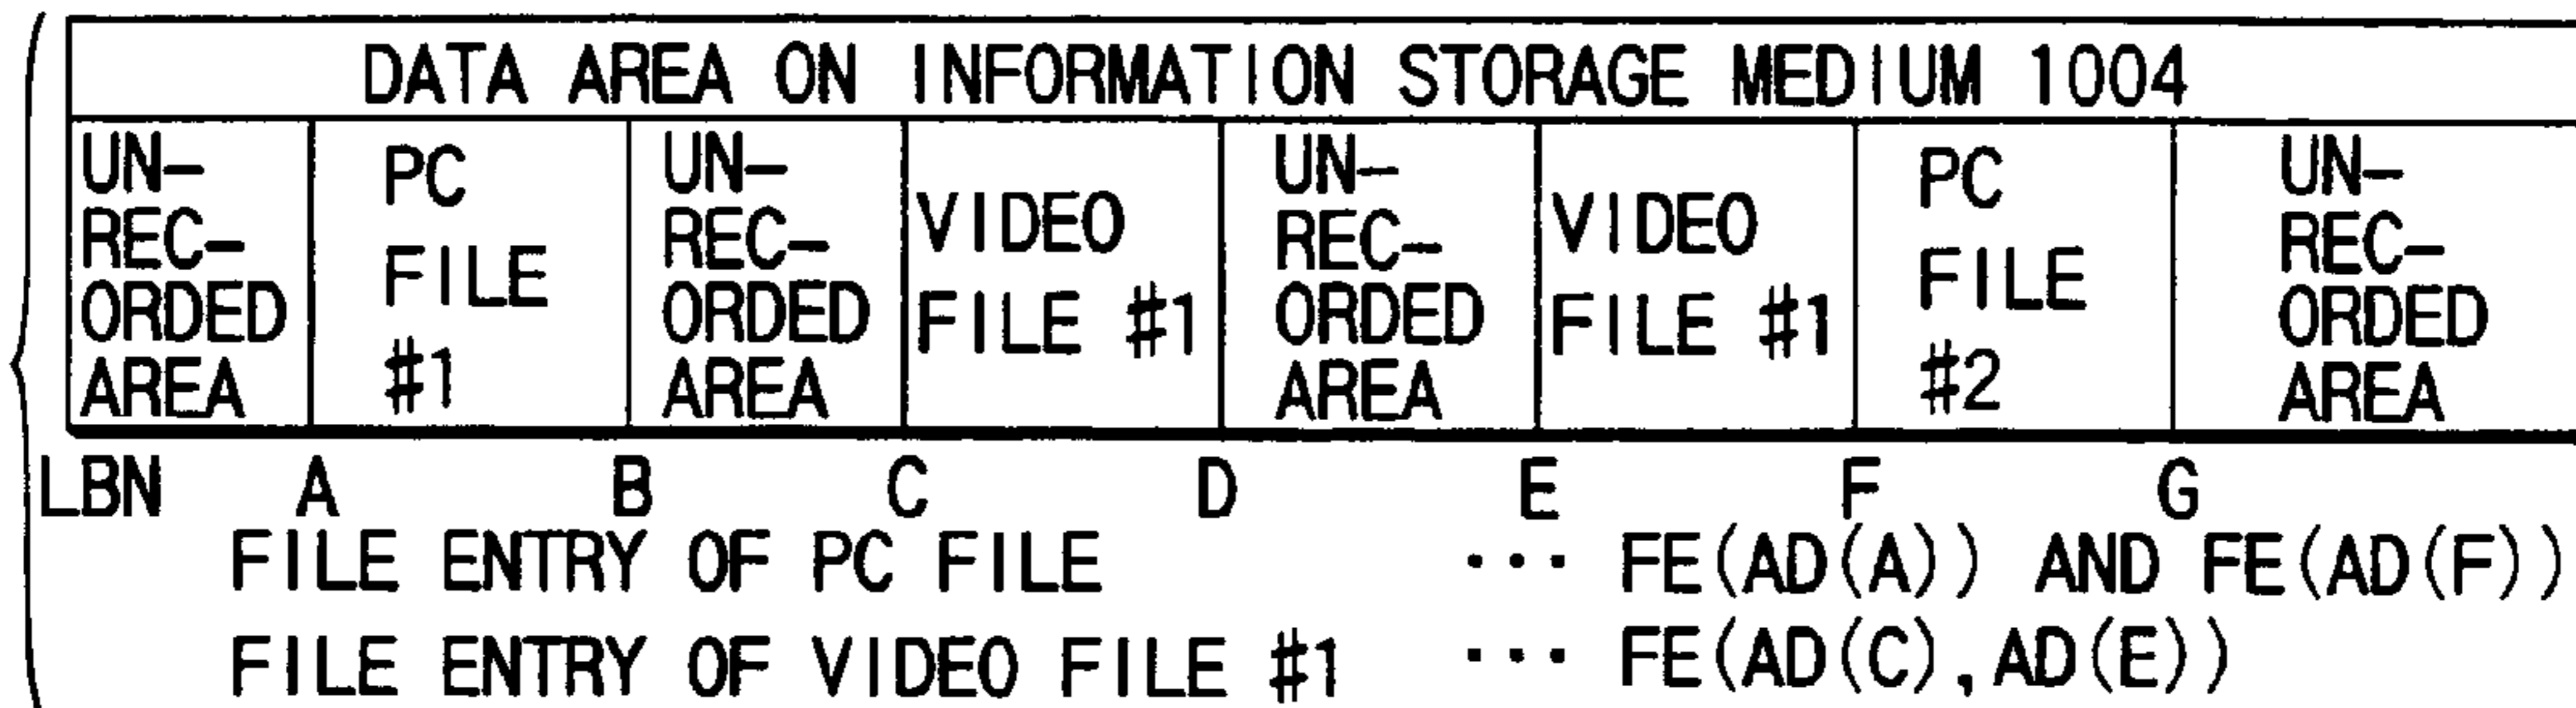 DATA AREA ON INFORMATION STORAGE MEDIUM 1004
UN-
REC-
ORDED
AREA
PC
FILE
#1
UN-
REC-
ORDED
AREA
VIDEO
FILE #1
UN-
REC-
ORDED
AREA
VIDEO
FILE #1
PC
FILE
#2
UN-
REC-
ORDED
AREA
LBN A B C D E F G
FILE ENTRY OF PC FILE ··· FE(AD(A)) AND FE(AD(F))
FILE ENTRY OF VIDEO FILE #1 ··· FE(AD(C),AD(E))